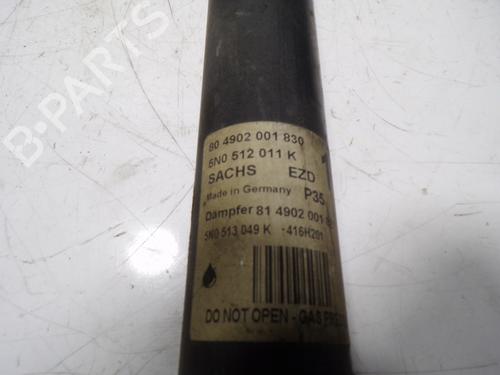 80 4902 001 830
5N0 512 011 K
SACHS EZD
Made in Germany P35
Dämpfer 81 4902 001
5N0 513 049 K -416H201
DO NOT OPEN - GAS
B-Parts